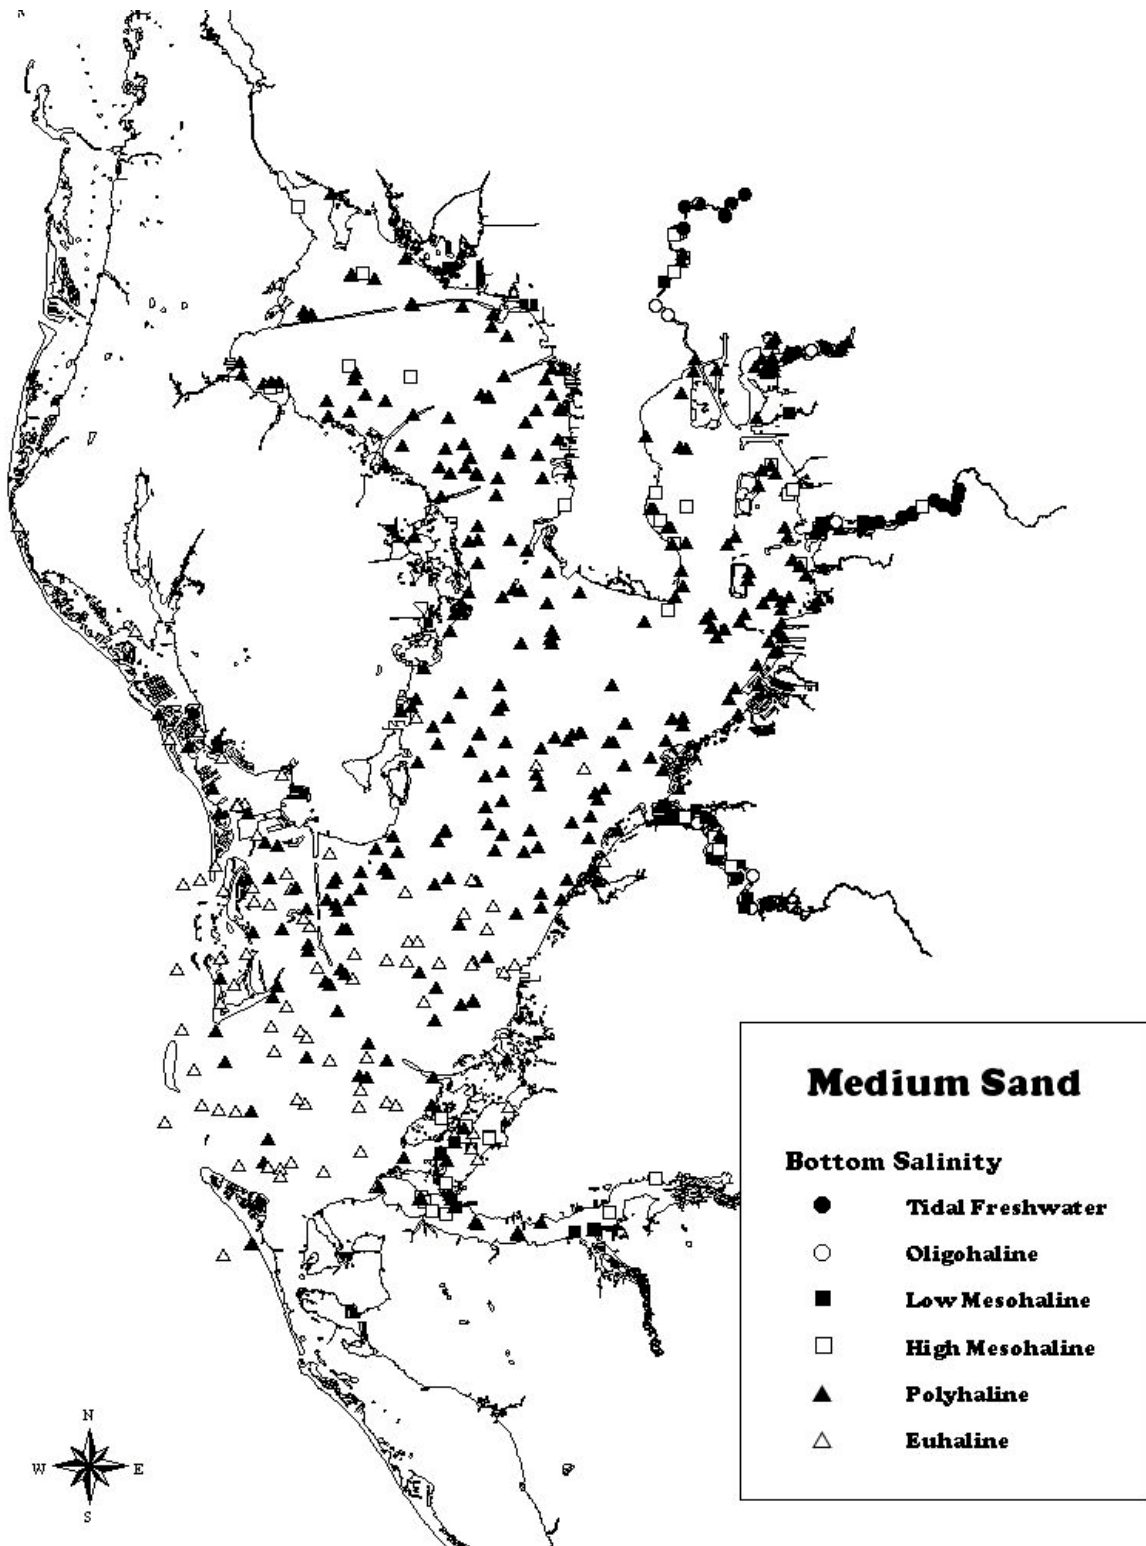 Medium Sand
Bottom Salinity
Tidal Freshwater
Oligohaline
Low Mesohaline
High Mesohaline
Polyhaline
Euhaline
N
W E
S